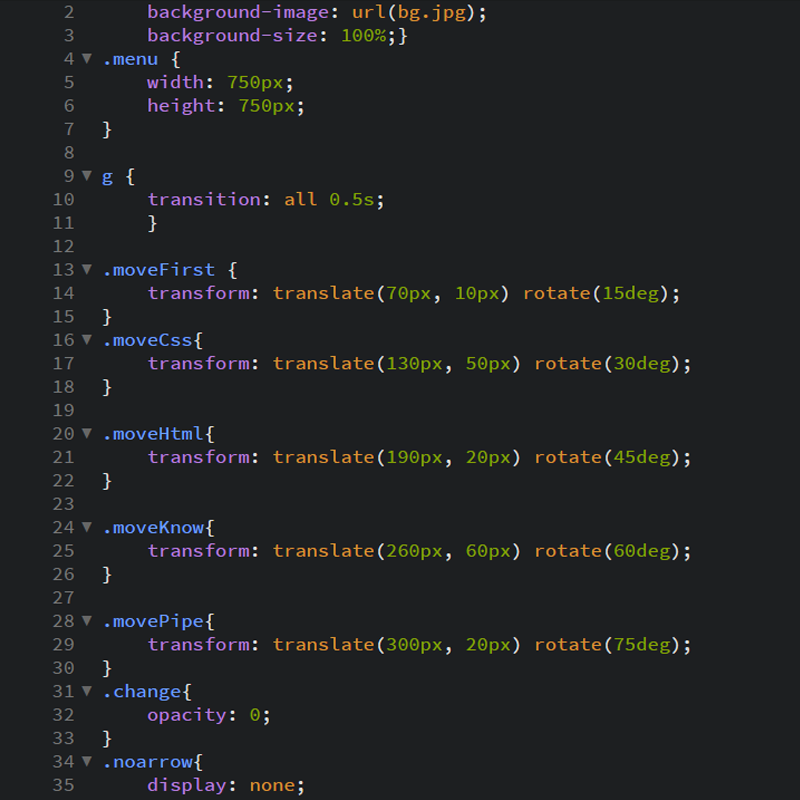 2 background-image: url(bg.jpg);
3 background-size: 100%;}
4 ▼ .menu {
5 width: 750px;
6 height: 750px;
7 }
8
9 ▼ g {
10 transition: all 0.5s;
11 }
12
13 ▼ .moveFirst {
14 transform: translate(70px, 10px) rotate(15deg);
15 }
16 ▼ .moveCss{
17 transform: translate(130px, 50px) rotate(30deg);
18 }
19
20 ▼ .moveHtml{
21 transform: translate(190px, 20px) rotate(45deg);
22 }
23
24 ▼ .moveKnow{
25 transform: translate(260px, 60px) rotate(60deg);
26 }
27
28 ▼ .movePipe{
29 transform: translate(300px, 20px) rotate(75deg);
30 }
31 ▼ .change{
32 opacity: 0;
33 }
34 ▼ .noarrow{
35 display: none;